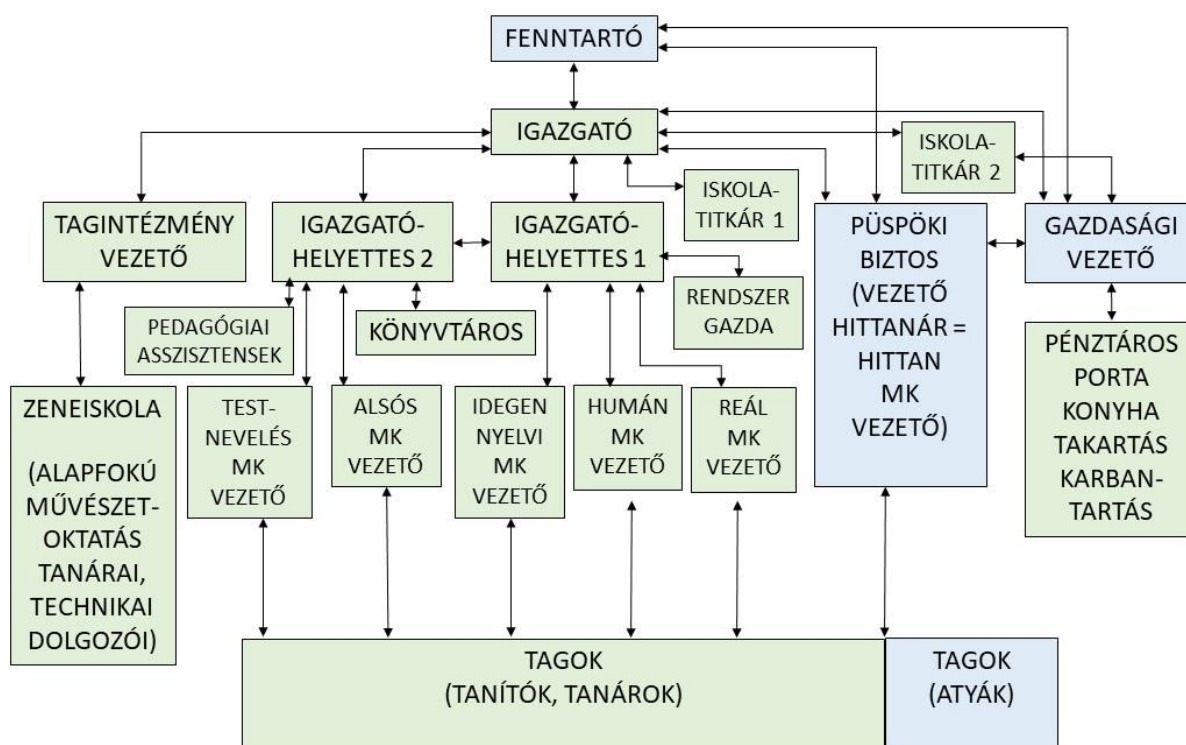 FENNTARTÓ
IGAZGATÓ
ISKOLA-
TITKÁR 2
ISKOLA-
TITKÁR 1
TAGINTÉZMÉNY
VEZETŐ
IGAZGATÓ-
HELYETTES 2
IGAZGATÓ-
HELYETTES 1
PÜSPÖKI
BIZTOS
(VEZETŐ
HITTANÁR =
HITTAN
MK
VEZETŐ)
GAZDASÁGI
VEZETŐ
PEDAGÓGIAI
ASSZISZTENSEK
KÖNYVTÁROS
RENDSZER
GAZDA
ZENEISKOLA
(ALAPFOKÚ
MŰVÉSZET-
OKTATÁS
TANÁRAI,
TECHNIKAI
DOLGOZÓI)
TEST-
NEVELÉS
MK
VEZETŐ
ALSÓS
MK
VEZETŐ
IDEGEN
NYELVI
MK
VEZETŐ
HUMÁN
MK
VEZETŐ
REÁL
MK
VEZETŐ
PÉNZTÁROS
PORTA
KONYHA
TAKARTÁS
KARBAN-
TARTÁS
TAGOK
(TANÍTÓK, TANÁROK)
TAGOK
(ATYÁK)